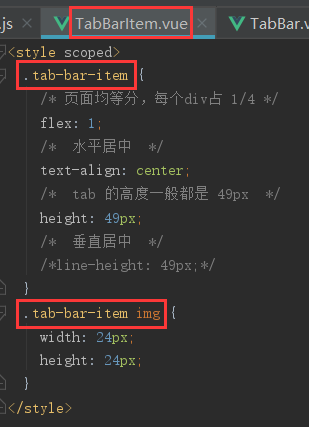 .js
TabBarItem.vue
TabBar.v
<style scoped>
.tab-bar-item {
/* 页面均等分，每个div占 1/4 */
flex: 1;
/* 水平居中 */
text-align: center;
/* tab 的高度一般都是 49px */
height: 49px;
/* 垂直居中 */
/*line-height: 49px;*/
}
.tab-bar-item img {
width: 24px;
height: 24px;
}
</style>